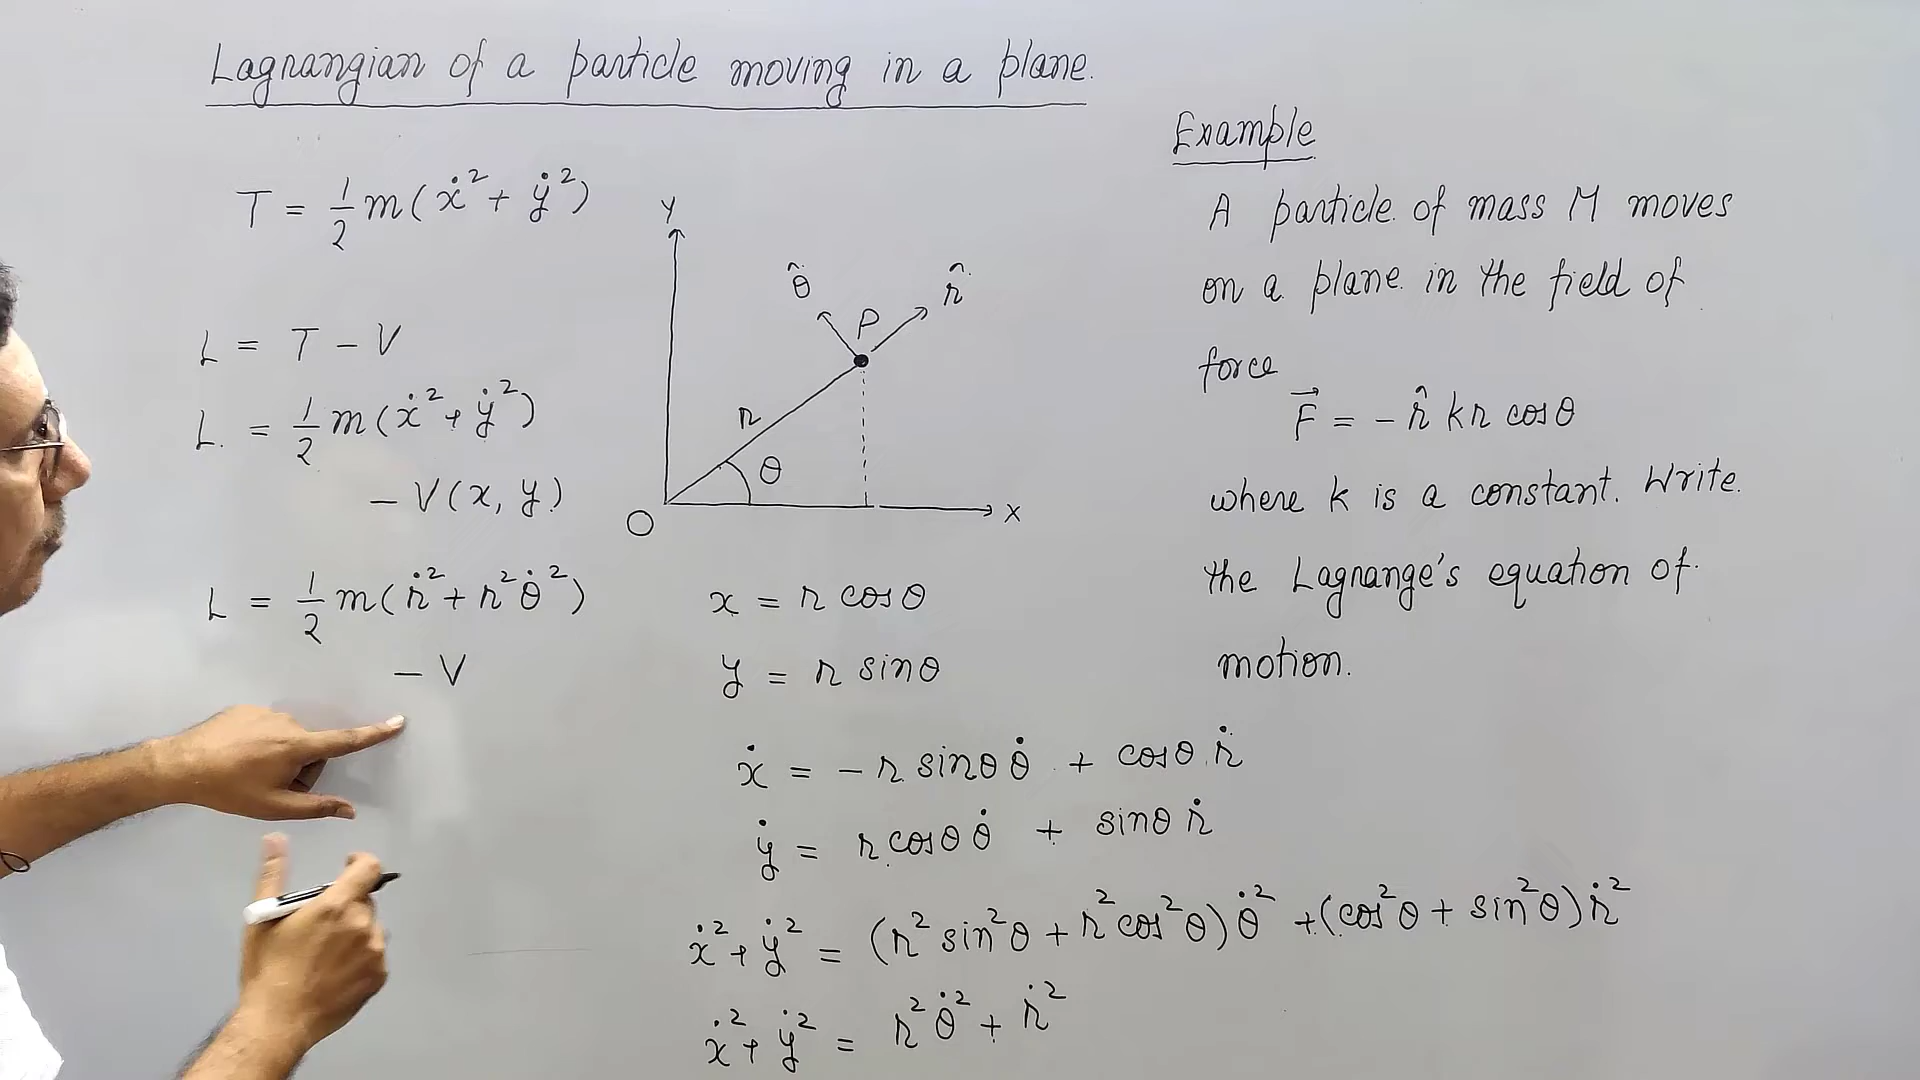 Lagrangian of a particle moving in a plane.
T = 1/2 m(ẋ² + ẏ²)
L = T - V
L = 1/2 m(ẋ² + ẏ²)
- V(x, y)
L = 1/2 m(ṙ² + r²θ̇²)
- V
Y
θ̂
P
r̂
r
θ
O
X
x = r cosθ
y = r sinθ
ẋ = - r sinθ θ̇ + cosθ ṙ
ẏ = r cosθ θ̇ + sinθ ṙ
ẋ² + ẏ² = (r² sin²θ + r² cos²θ) θ̇² + (cos²θ + sin²θ) ṙ²
ẋ² + ẏ² = r² θ̇² + ṙ²
Example
A particle of mass M moves
on a plane in the field of
force
F⃗ = - r̂ kr cosθ
where k is a constant. Write
the Lagrange's equation of
motion.